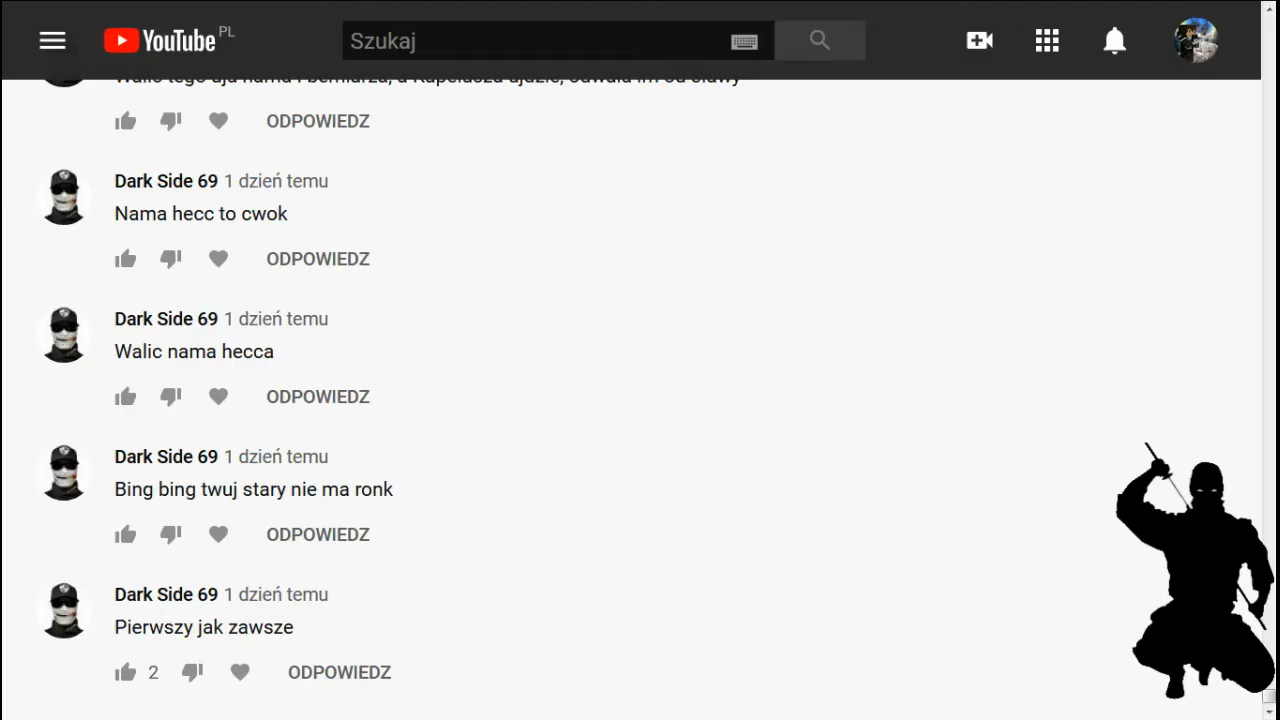 YouTube PL
Szukaj
ODPOWIEDZ
Dark Side 69 1 dzień temu
Nama hecc to cwok
ODPOWIEDZ
Dark Side 69 1 dzień temu
Walic nama hecca
ODPOWIEDZ
Dark Side 69 1 dzień temu
Bing bing twuj stary nie ma ronk
ODPOWIEDZ
Dark Side 69 1 dzień temu
Pierwszy jak zawsze
2 ODPOWIEDZ